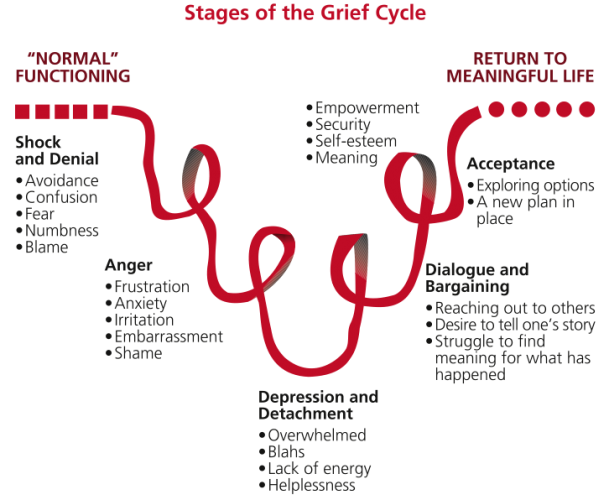 Stages of the Grief Cycle
“NORMAL”
FUNCTIONING
Shock
and Denial
• Avoidance
• Confusion
• Fear
• Numbness
• Blame
Anger
• Frustration
• Anxiety
• Irritation
• Embarrassment
• Shame
Depression and
Detachment
• Overwhelmed
• Blahs
• Lack of energy
• Helplessness
Dialogue and
Bargaining
• Reaching out to others
• Desire to tell one’s story
• Struggle to find
meaning for what has
happened
Acceptance
• Exploring options
• A new plan in
place
• Empowerment
• Security
• Self-esteem
• Meaning
RETURN TO
MEANINGFUL LIFE